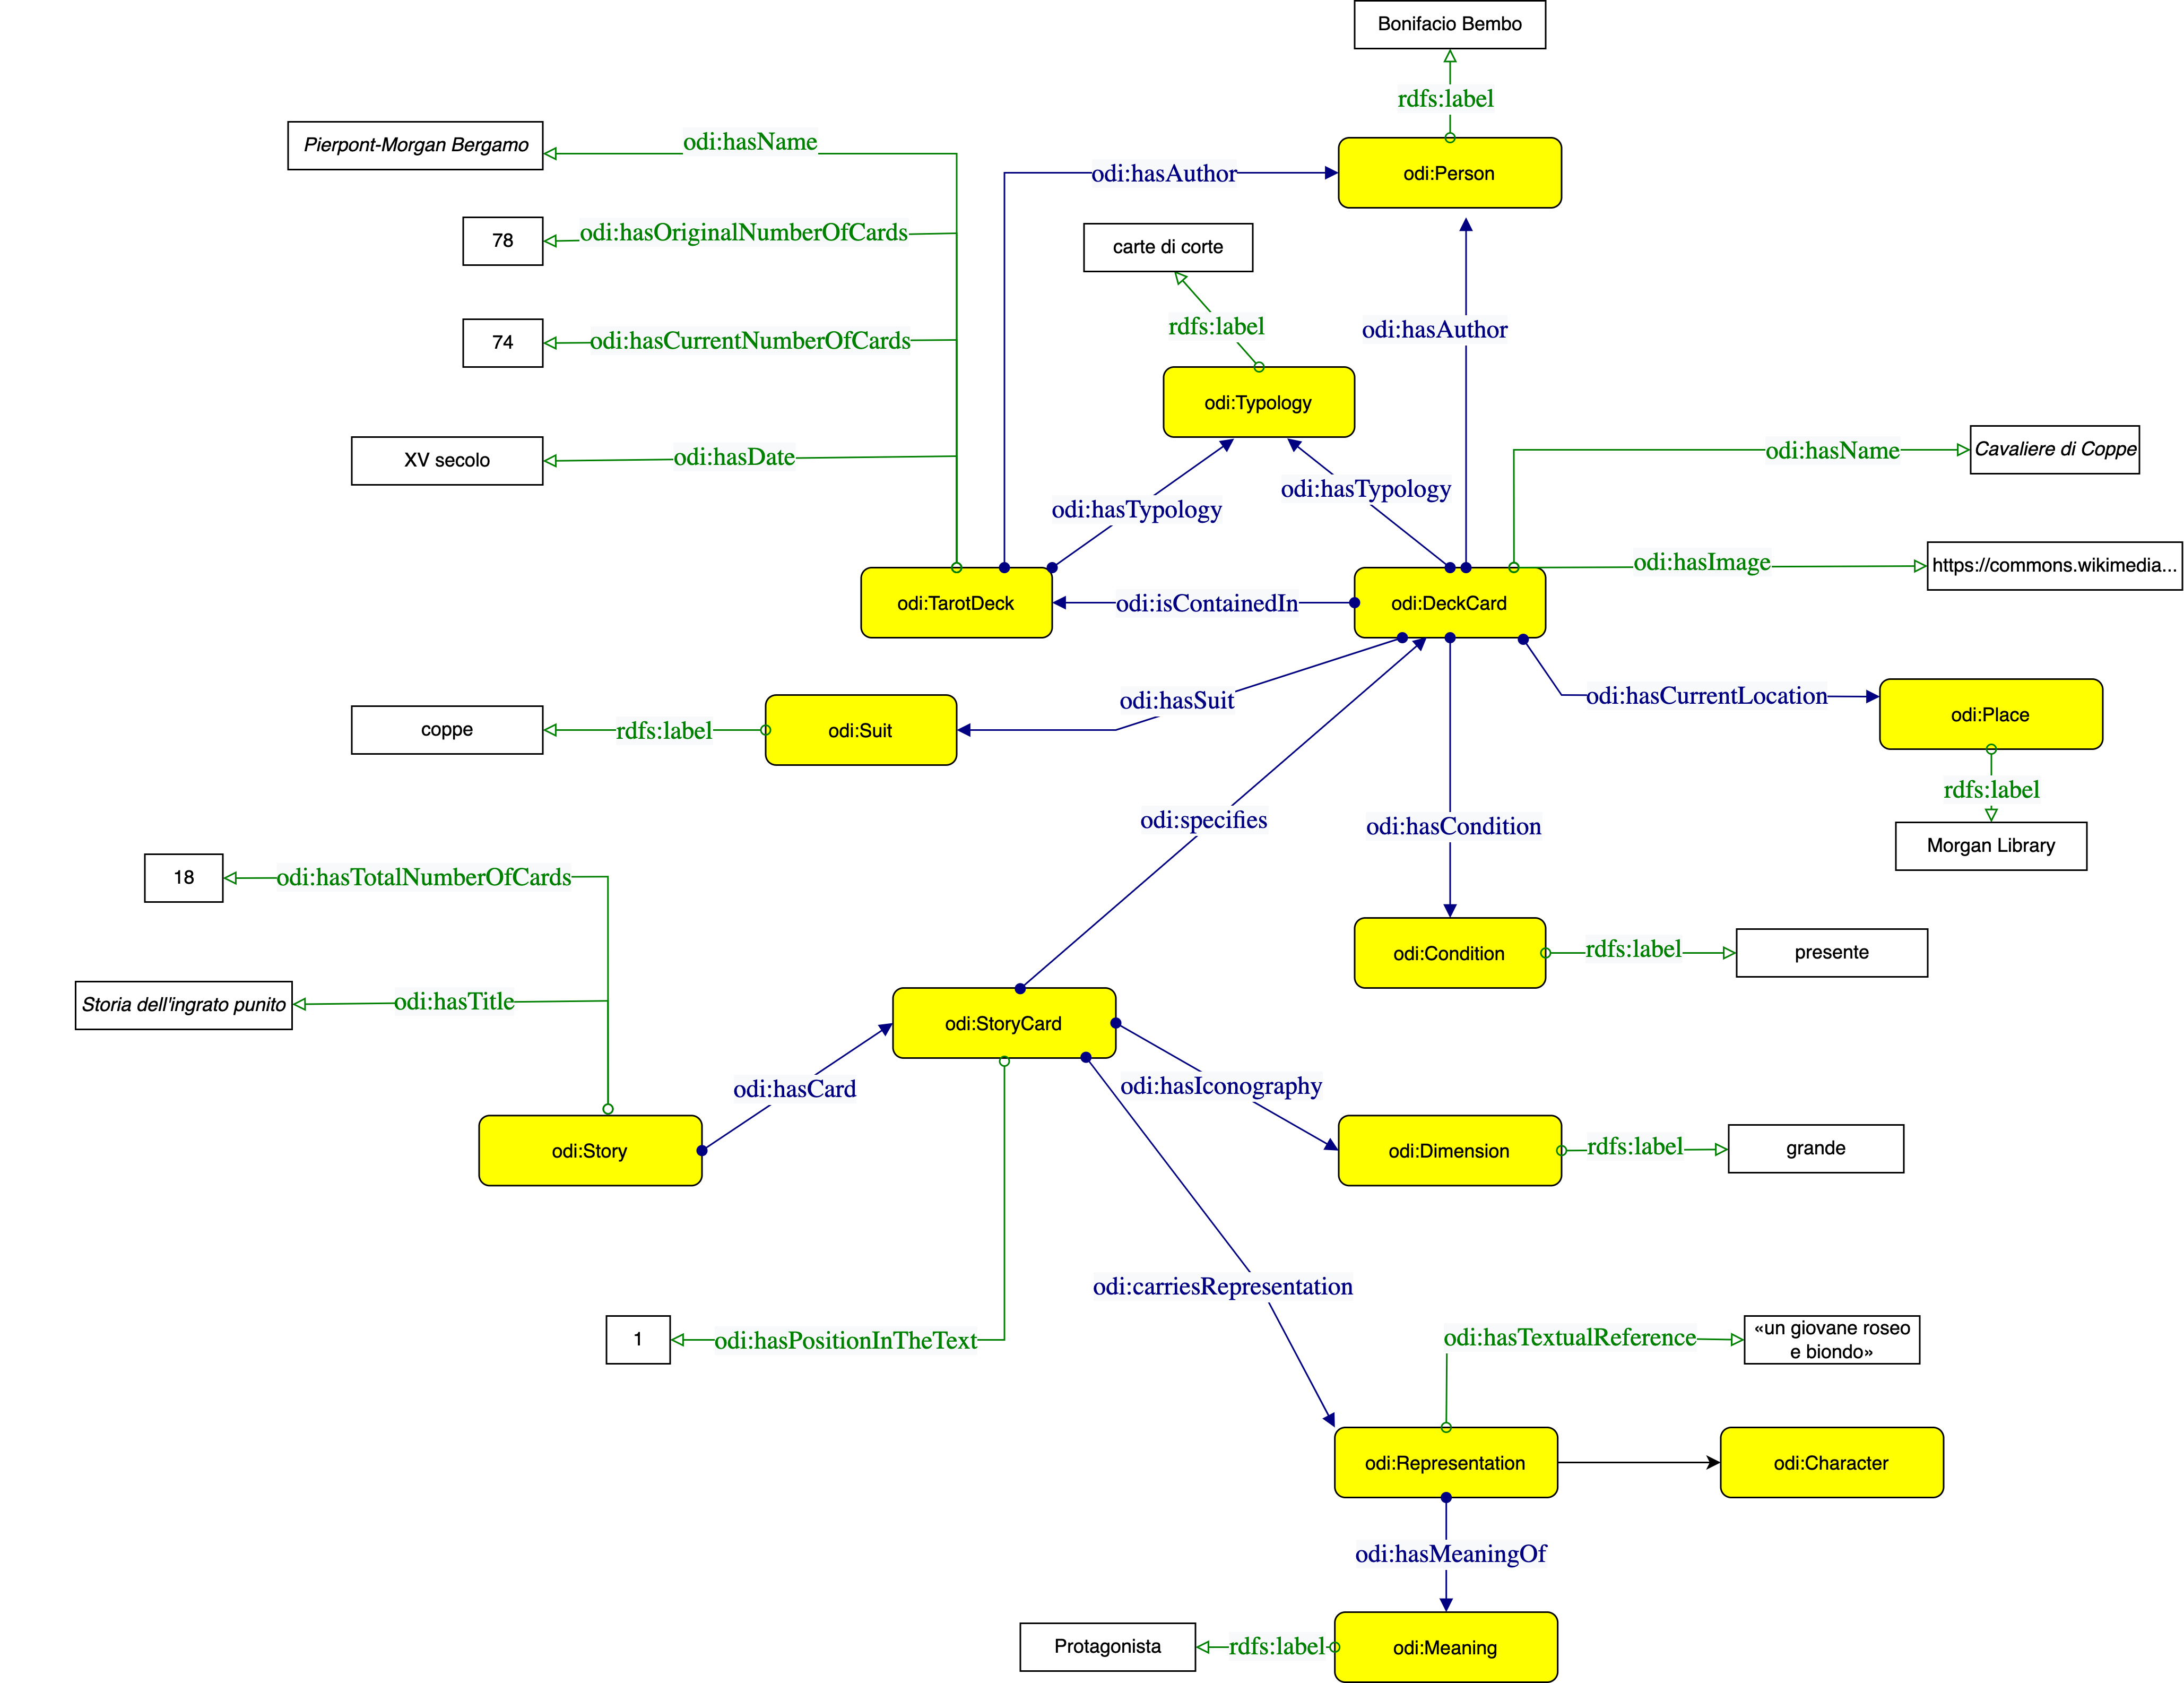 Bonifacio Bembo
rdfs:label
Pierpont-Morgan Bergamo
odi:hasName
odi:hasAuthor
odi:Person
78
odi:hasOriginalNumberOfCards
carte di corte
rdfs:label
odi:hasAuthor
74
odi:hasCurrentNumberOfCards
odi:Typology
XV secolo
odi:hasDate
odi:hasName
Cavaliere di Coppe
odi:hasTypology
odi:hasTypology
odi:hasImage
https://commons.wikimedia...
odi:TarotDeck
odi:isContainedIn
odi:DeckCard
odi:hasSuit
odi:hasCurrentLocation
odi:Place
coppe
rdfs:label
odi:Suit
rdfs:label
odi:specifies
odi:hasCondition
Morgan Library
18
odi:hasTotalNumberOfCards
odi:Condition
rdfs:label
presente
Storia dell'ingrato punito
odi:hasTitle
odi:StoryCard
odi:hasCard
odi:hasIconography
odi:Story
odi:Dimension
rdfs:label
grande
odi:carriesRepresentation
1
odi:hasPositionInTheText
odi:hasTextualReference
«un giovane roseo
e biondo»
odi:Representation
odi:Character
odi:hasMeaningOf
Protagonista
rdfs:label
odi:Meaning